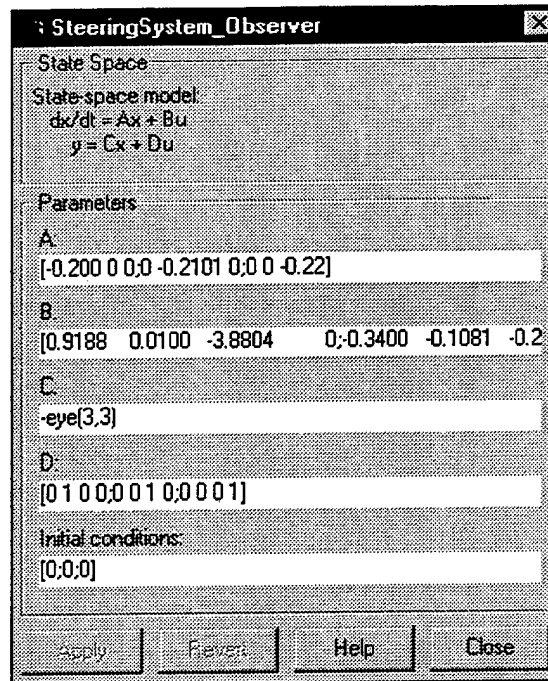 SteeringSystem_Observer
State Space
State-space model:
dx/dt = Ax + Bu
y = Cx + Du
Parameters
A:
[-0.200 0 0;0 -0.2101 0;0 0 -0.22]
B:
[0.9188 0.0100 -3.8804 0;-0.3400 -0.1081 -0.2
C:
-eye(3,3)
D:
[0 1 0 0;0 0 1 0;0 0 0 1]
Initial conditions:
[0;0;0]
Apply Revert Help Close